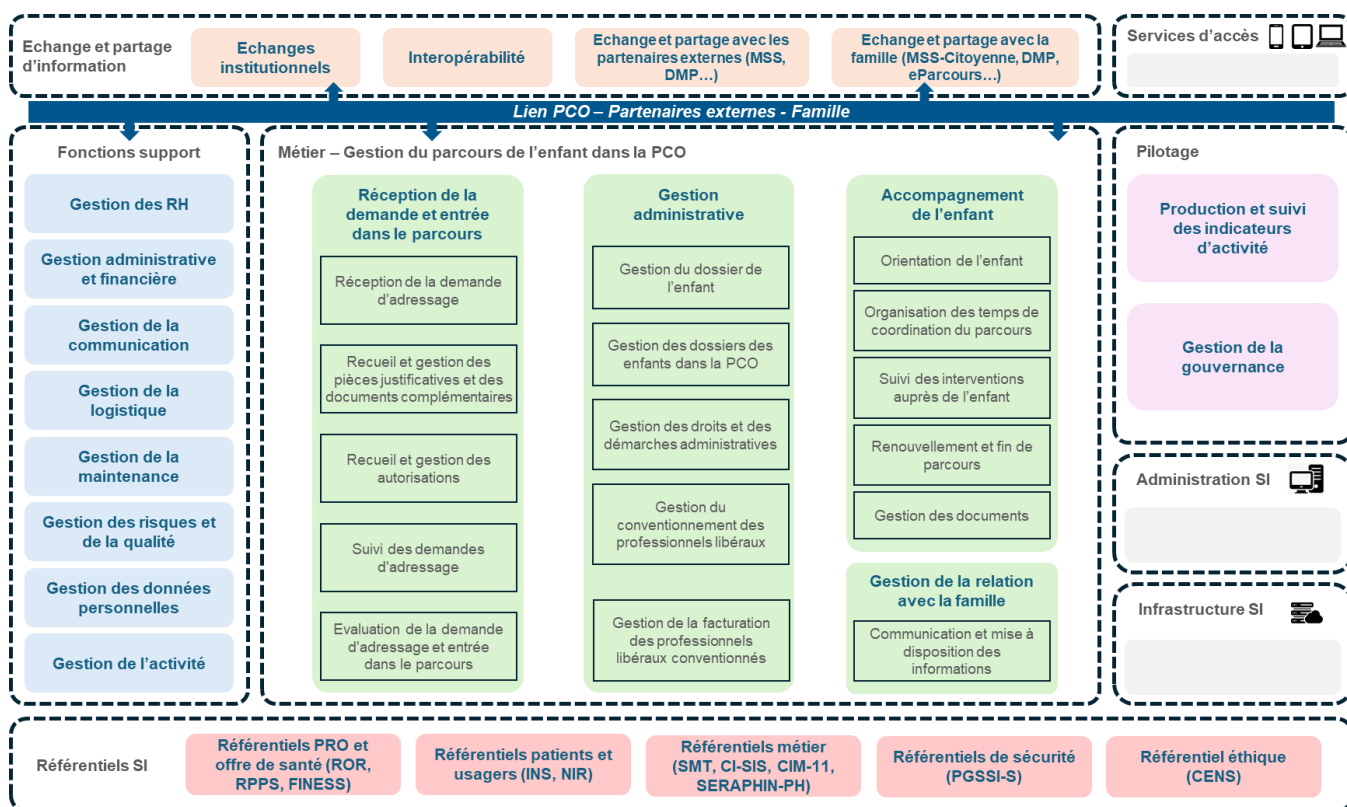 Echange et partage
d'information
Echanges
institutionnels
Interopérabilité
Echange et partage avec les
partenaires externes (MSS,
DMP…)
Echange et partage avec la
famille (MSS-Citoyenne, DMP,
eParcours…)
Services d'accès
Lien PCO – Partenaires externes - Famille
Fonctions support
Gestion des RH
Gestion administrative
et financière
Gestion de la
communication
Gestion de la
logistique
Gestion de la
maintenance
Gestion des risques et
de la qualité
Gestion des données
personnelles
Gestion de l'activité
Métier – Gestion du parcours de l'enfant dans la PCO
Réception de la
demande et entrée
dans le parcours
Réception de la demande
d'adressage
Recueil et gestion des
pièces justificatives et des
documents complémentaires
Recueil et gestion des
autorisations
Suivi des demandes
d'adressage
Evaluation de la demande
d'adressage et entrée
dans le parcours
Gestion
administrative
Gestion du dossier de
l'enfant
Gestion des dossiers des
enfants dans la PCO
Gestion des droits et des
démarches administratives
Gestion du
conventionnement des
professionnels libéraux
Gestion de la facturation
des professionnels
libéraux conventionnés
Accompagnement
de l'enfant
Orientation de l'enfant
Organisation des temps de
coordination du parcours
Suivi des interventions
auprès de l'enfant
Renouvellement et fin de
parcours
Gestion des documents
Gestion de la relation
avec la famille
Communication et mise à
disposition des
informations
Pilotage
Production et suivi
des indicateurs
d'activité
Gestion de la
gouvernance
Administration SI
Infrastructure SI
Référentiels SI
Référentiels PRO et
offre de santé (ROR,
RPPS, FINESS)
Référentiels patients et
usagers (INS, NIR)
Référentiels métier
(SMT, CI-SIS, CIM-11,
SERAPHIN-PH)
Référentiels de sécurité
(PGSSI-S)
Référentiel éthique
(CENS)